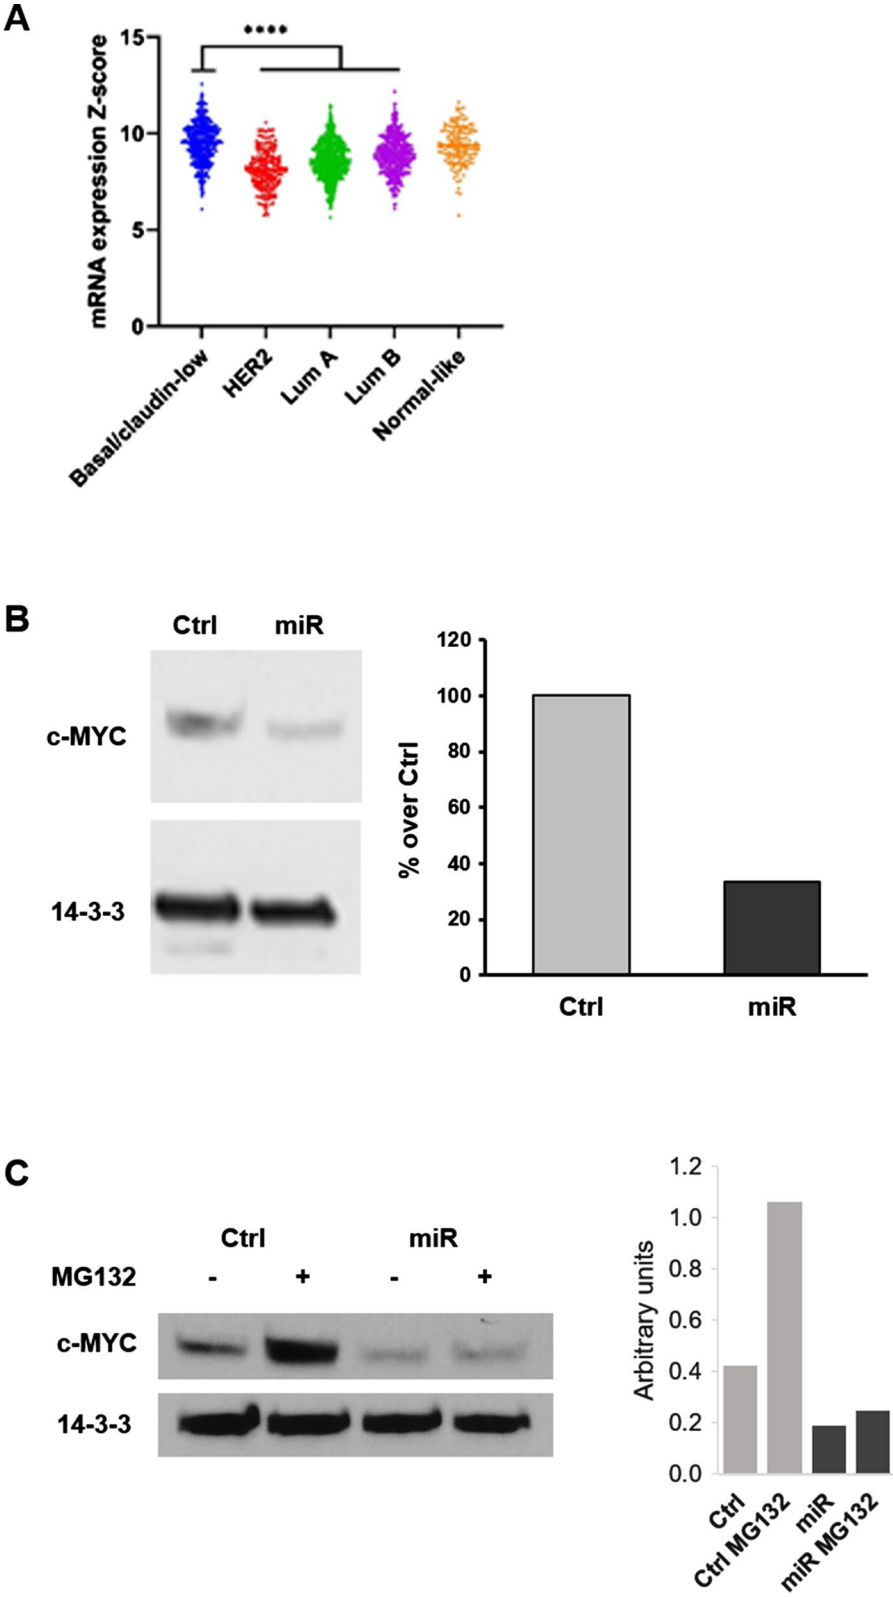 A
****
mRNA expression Z-score
15
10
5
0
Basal/claudin-low
HER2
Lum A
Lum B
Normal-like
B
Ctrl miR
c-MYC
14-3-3
% over Ctrl
120
100
80
60
40
20
0
Ctrl miR
C
Ctrl miR
MG132 - + - +
c-MYC
14-3-3
Arbitrary units
1.2
1.0
0.8
0.6
0.4
0.2
0.0
Ctrl
Ctrl MG132
miR
miR MG132